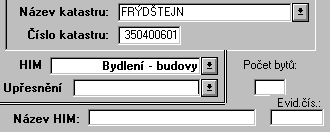 Název katastru: FRÝDŠTEJN
Číslo katastru: 350400601
HIM Bydlení - budovy Počet bytů:
Upřesnění
Evid.čís.:
Název HIM: